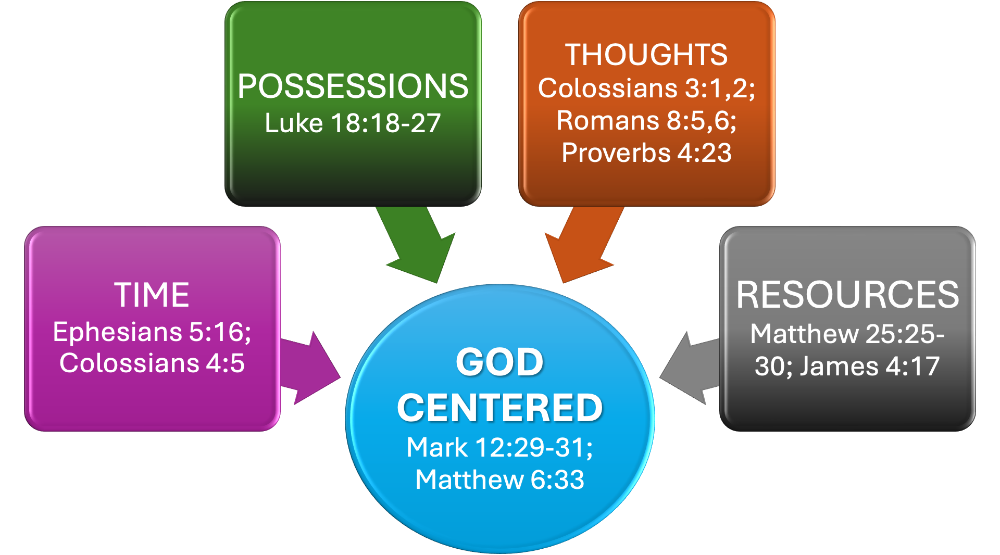 POSSESSIONS
Luke 18:18-27
THOUGHTS
Colossians 3:1,2;
Romans 8:5,6;
Proverbs 4:23
TIME
Ephesians 5:16;
Colossians 4:5
RESOURCES
Matthew 25:25-
30; James 4:17
GOD
CENTERED
Mark 12:29-31;
Matthew 6:33